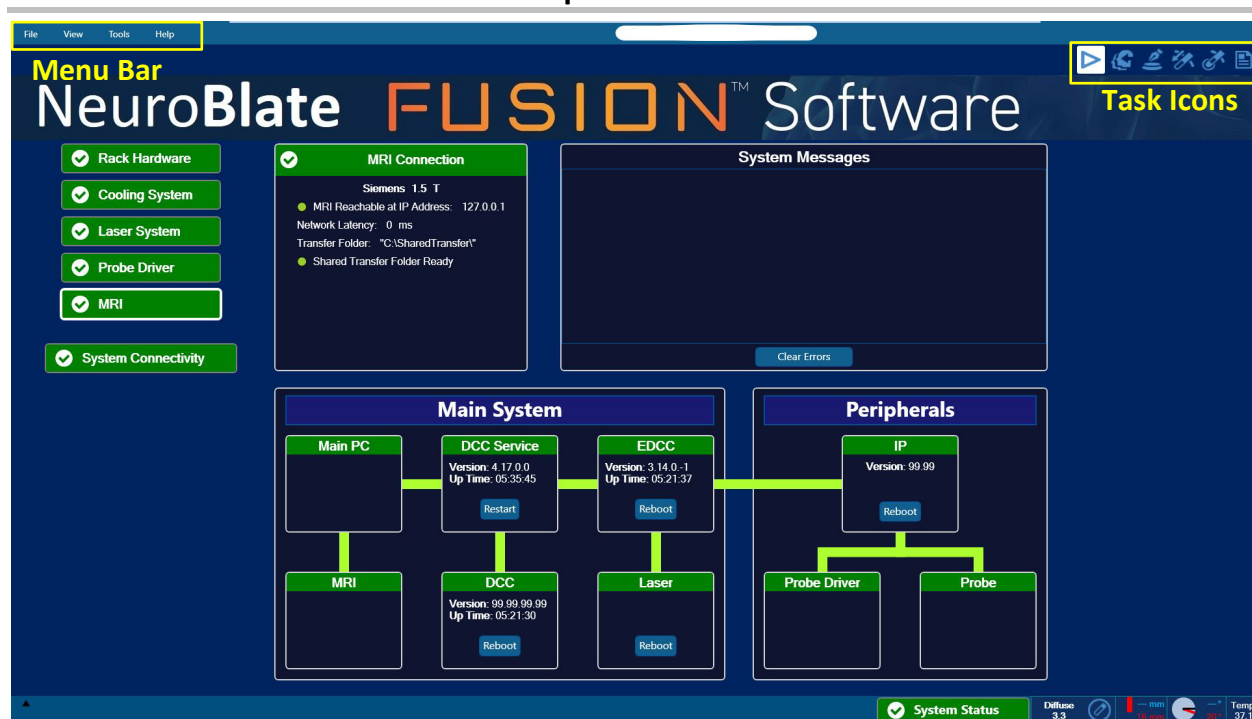 File View Tools Help
Menu Bar
Task Icons
NeuroBlate FUSION™ Software
Rack Hardware
Cooling System
Laser System
Probe Driver
MRI
System Connectivity
MRI Connection
Siemens 1.5 T
MRI Reachable at IP Address: 127.0.0.1
Network Latency: 0 ms
Transfer Folder: "C:\SharedTransfer\"
Shared Transfer Folder Ready
System Messages
Clear Errors
Main System
Main PC
DCC Service
Version: 4.17.0.0
Up Time: 05:35:45
Restart
EDCC
Version: 3.14.0.-1
Up Time: 05:21:37
Reboot
MRI
DCC
Version: 99.99.99.99
Up Time: 05:21:30
Reboot
Laser
Reboot
Peripherals
IP
Version: 99.99
Reboot
Probe Driver
Probe
System Status
Diffuse
3.3
— mm
—°
Temp